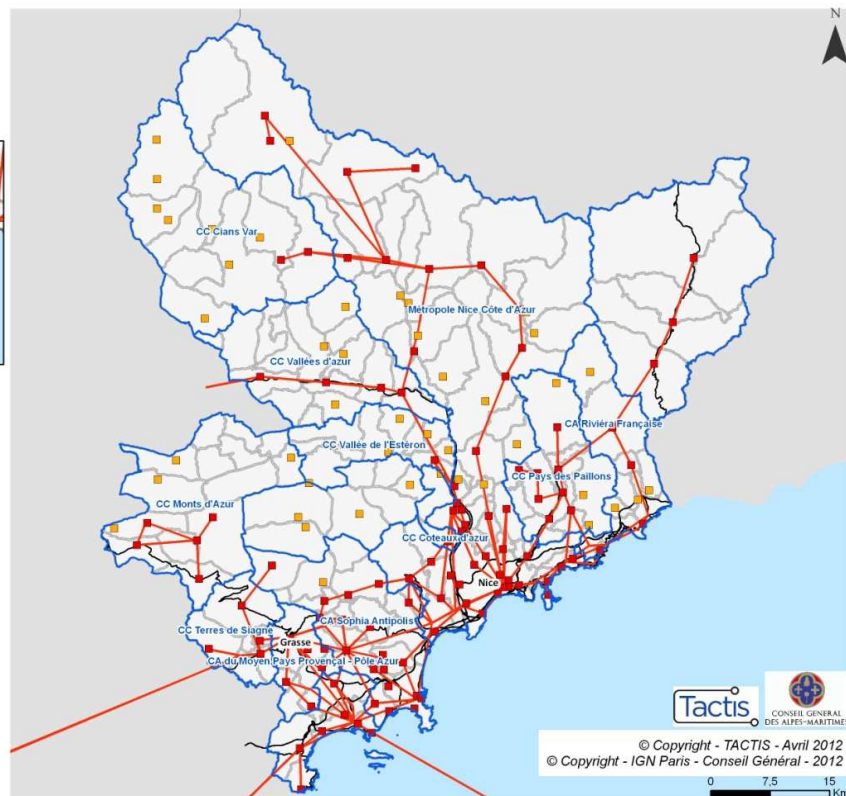 N
CC Cians Var
Métropole Nice Côte d'Azur
CC Vallées d'azur
CA Riviéra Française
CC Vallée de l'Estéron
CC Pays des Paillons
CC Monts d'Azur
CC Coteaux d'azur
Nice
CA Sophia Antipolis
CC Terres de Siagne
Grasse
CA du Moyen Pays Provençal - Pôle Azur
Tactis
CONSEIL GENERAL
DES ALPES-MARITIMES
© Copyright - TACTIS - Avril 2012
© Copyright - IGN Paris - Conseil Général - 2012
0 7,5 15
Km